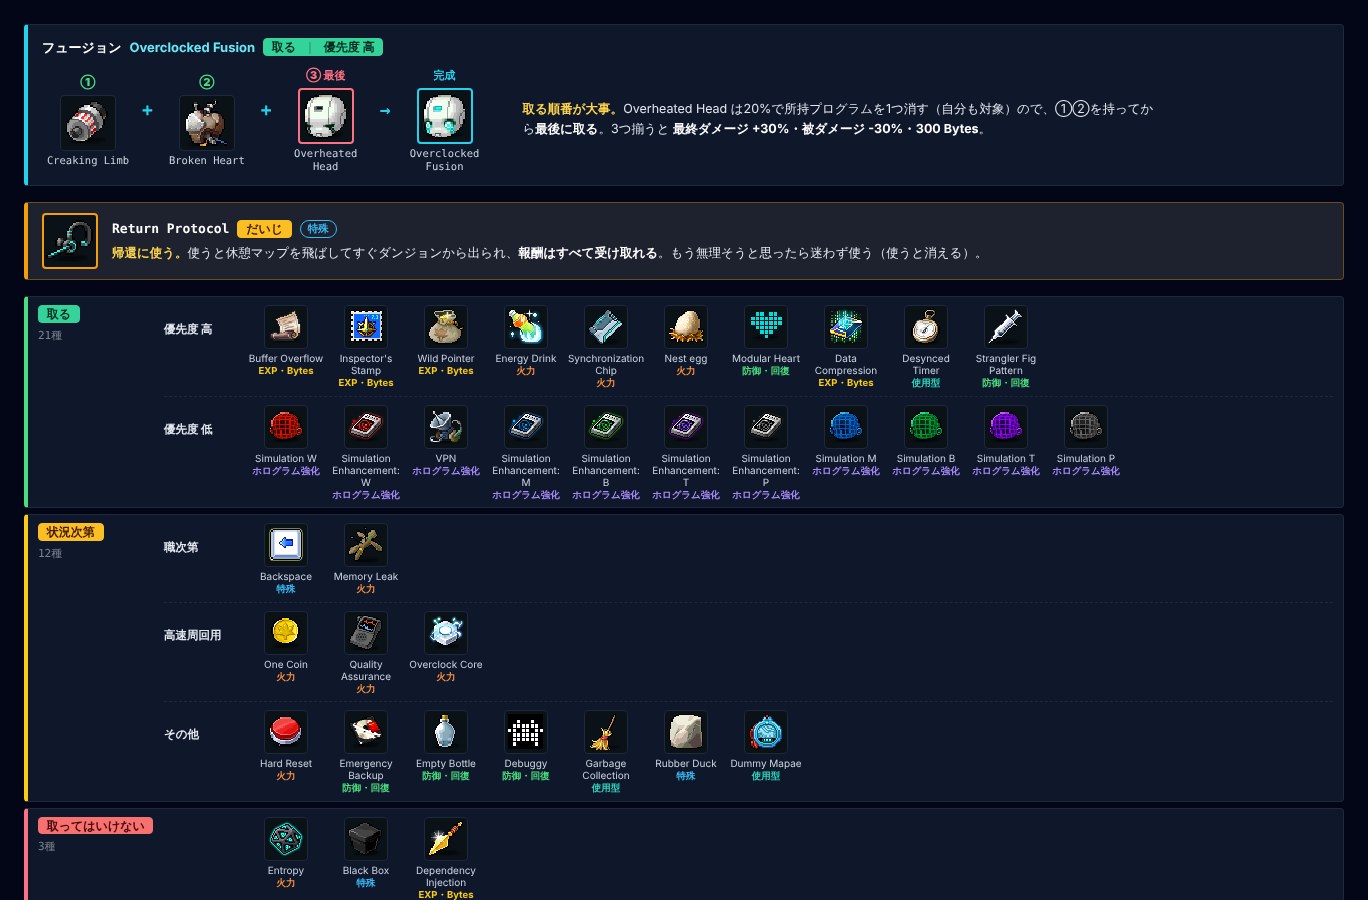 フュージョン Overclocked Fusion 取る | 優先度 高
① ② ③最後 完成
+ + →
Creaking Limb Broken Heart Overheated Head Overclocked Fusion
取る順番が大事。Overheated Head は20%で所持プログラムを1つ消す（自分も対象）ので、①②を持ってか
ら最後に取る。3つ揃うと 最終ダメージ +30%・被ダメージ -30%・300 Bytes。
Return Protocol だいじ 特殊
帰還に使う。使うと休憩マップを飛ばしてすぐダンジョンから出られ、報酬はすべて受け取れる。もう無理そうと思ったら迷わず使う（使うと消える）。
取る
21種
優先度 高
Buffer Overflow
EXP・Bytes
Inspector's
Stamp
EXP・Bytes
Wild Pointer
EXP・Bytes
Energy Drink
火力
Synchronization
Chip
火力
Nest egg
火力
Modular Heart
防御・回復
Data
Compression
EXP・Bytes
Desynced
Timer
使用型
Strangler Fig
Pattern
防御・回復
優先度 低
Simulation W
ホログラム強化
Simulation
Enhancement:
W
ホログラム強化
VPN
ホログラム強化
Simulation
Enhancement:
M
ホログラム強化
Simulation
Enhancement:
B
ホログラム強化
Simulation
Enhancement:
T
ホログラム強化
Simulation
Enhancement:
P
ホログラム強化
Simulation M
ホログラム強化
Simulation B
ホログラム強化
Simulation T
ホログラム強化
Simulation P
ホログラム強化
状況次第
12種
職次第
Backspace
特殊
Memory Leak
火力
高速周回用
One Coin
火力
Quality
Assurance
火力
Overclock Core
火力
その他
Hard Reset
火力
Emergency
Backup
防御・回復
Empty Bottle
防御・回復
Debuggy
防御・回復
Garbage
Collection
使用型
Rubber Duck
特殊
Dummy Mapae
使用型
取ってはいけない
3種
Entropy
火力
Black Box
特殊
Dependency
Injection
EXP・Bytes